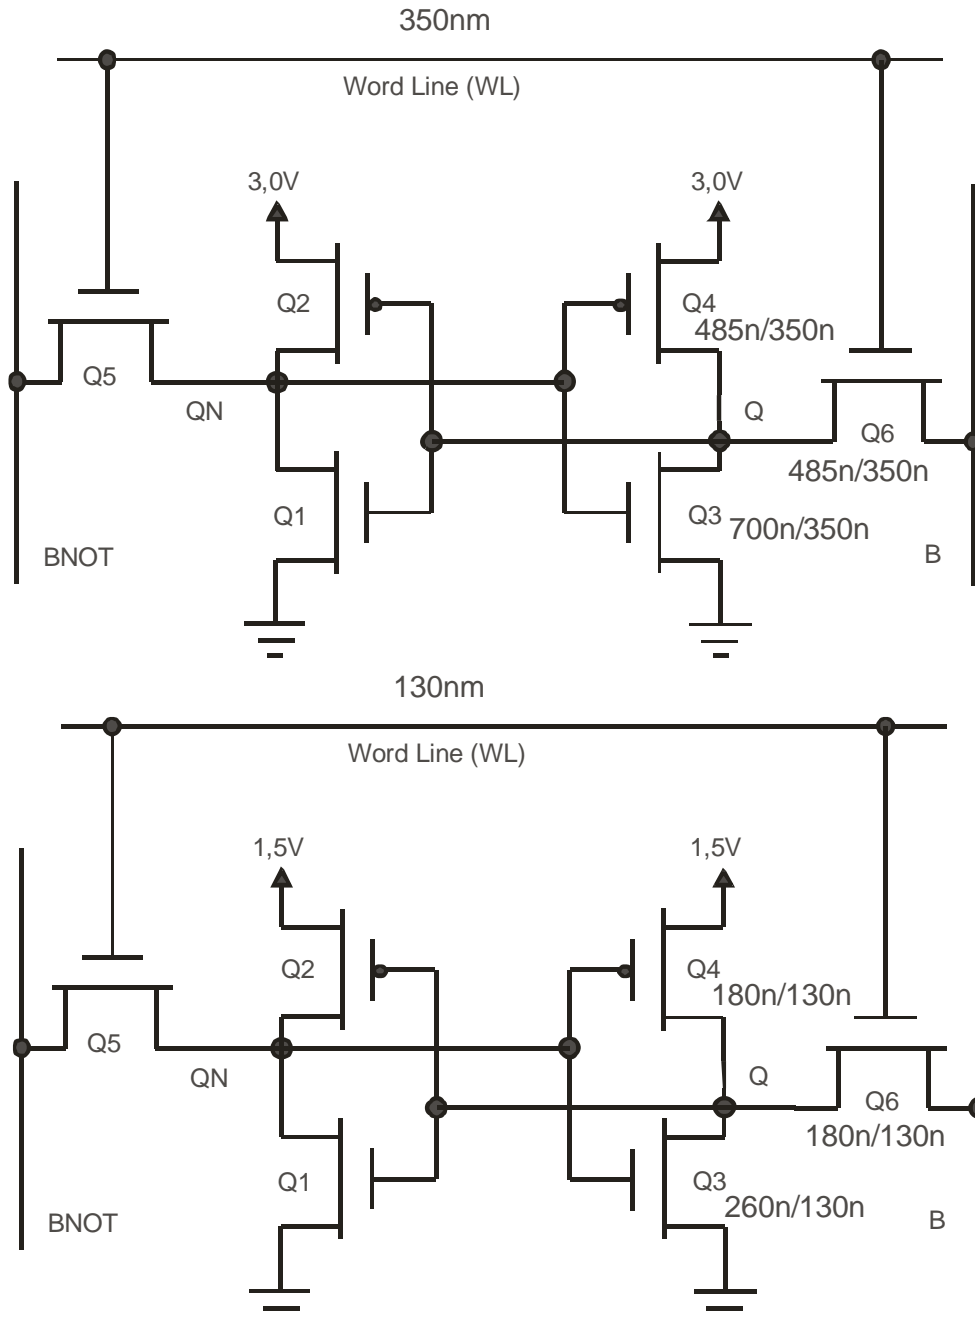 350nm
Word Line (WL)
3,0V 3,0V
Q2 Q4
485n/350n
Q5
QN Q
Q6
485n/350n
Q1 Q3 700n/350n
BNOT B
130nm
Word Line (WL)
1,5V 1,5V
Q2 Q4
180n/130n
Q5
QN Q
Q6
180n/130n
Q1 Q3
260n/130n
BNOT B